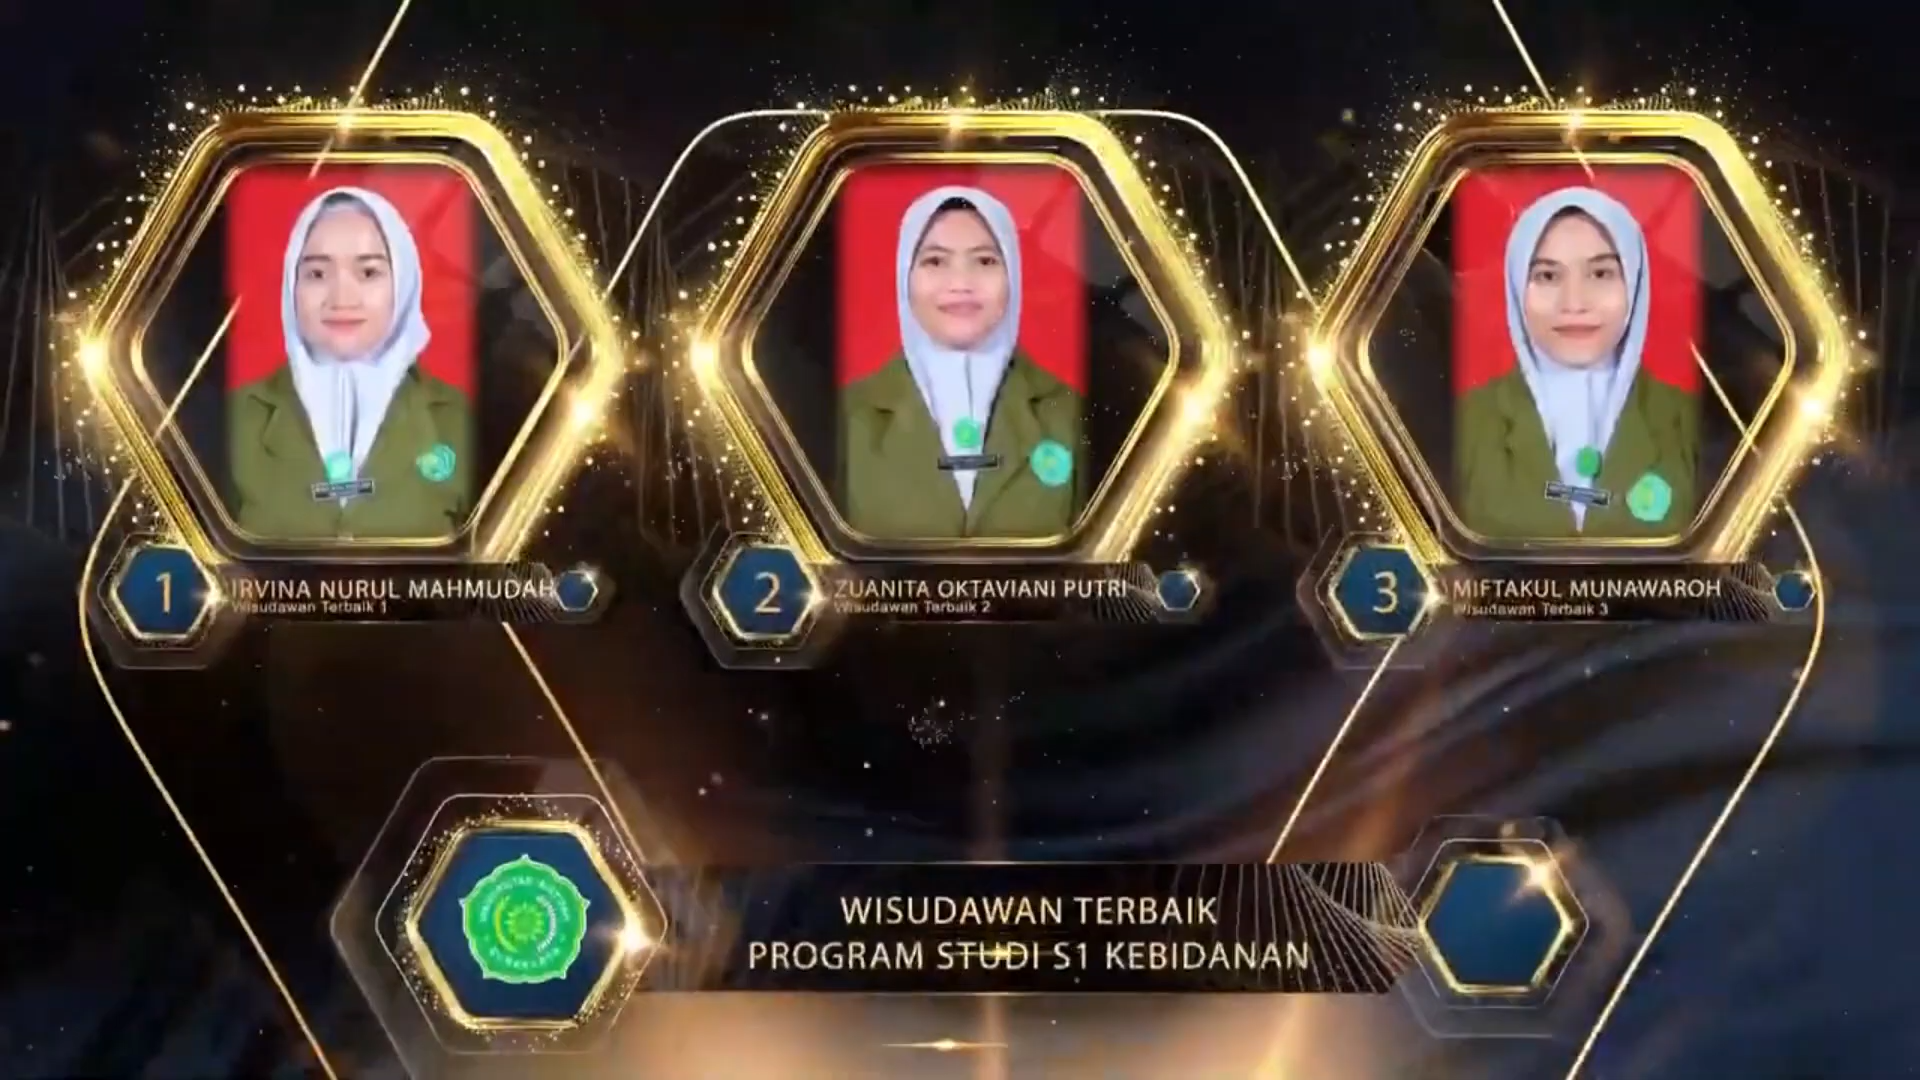 1
IRVINA NURUL MAHMUDAH
Wisudawan Terbaik 1
2
ZUANITA OKTAVIANI PUTRI
Wisudawan Terbaik 2
3
MIFTAKUL MUNAWAROH
Wisudawan Terbaik 3
WISUDAWAN TERBAIK
PROGRAM STUDI S1 KEBIDANAN